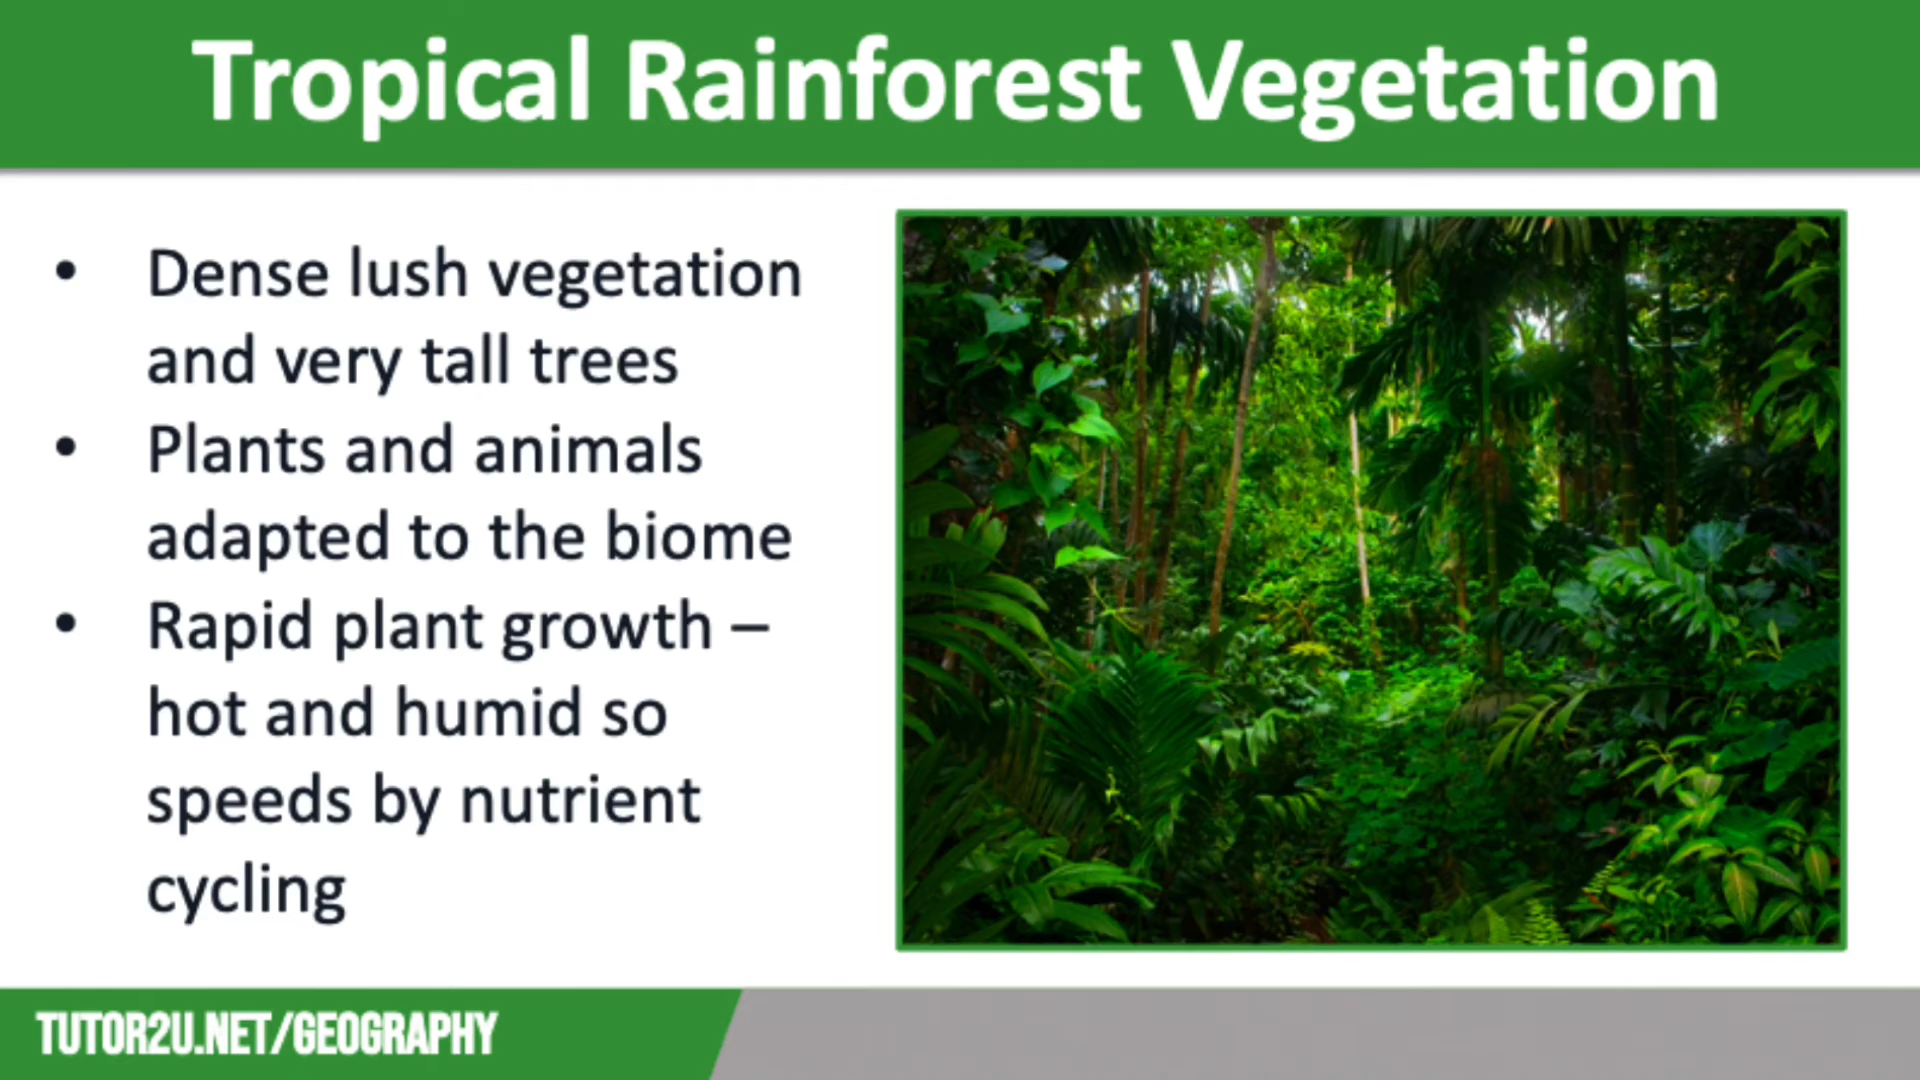 Tropical Rainforest Vegetation
• Dense lush vegetation
and very tall trees
• Plants and animals
adapted to the biome
• Rapid plant growth –
hot and humid so
speeds by nutrient
cycling
TUTOR2U.NET/GEOGRAPHY